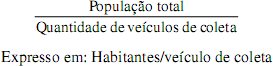 População total
Quantidade de veículos de coleta
Expresso em: Habitantes/veículo de coleta